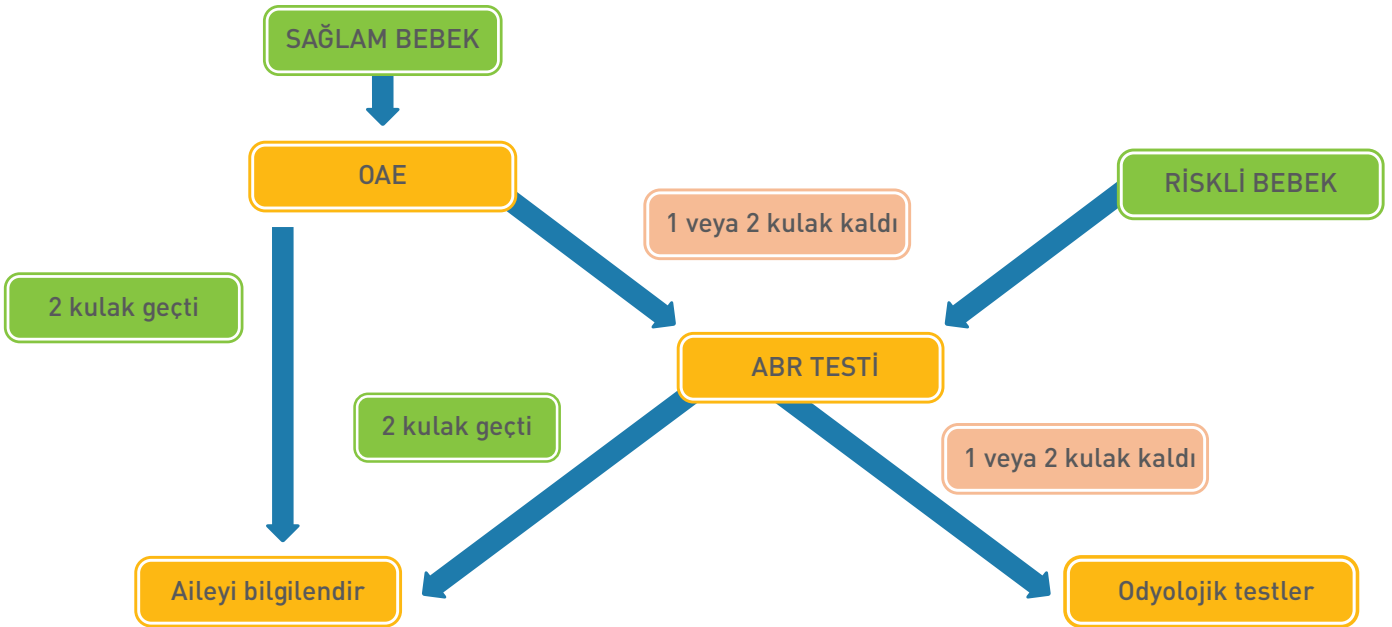 SAĞLAM BEBEK
OAE
RİSKLİ BEBEK
1 veya 2 kulak kaldı
2 kulak geçti
ABR TESTİ
2 kulak geçti
1 veya 2 kulak kaldı
Aileyi bilgilendir
Odyolojik testler